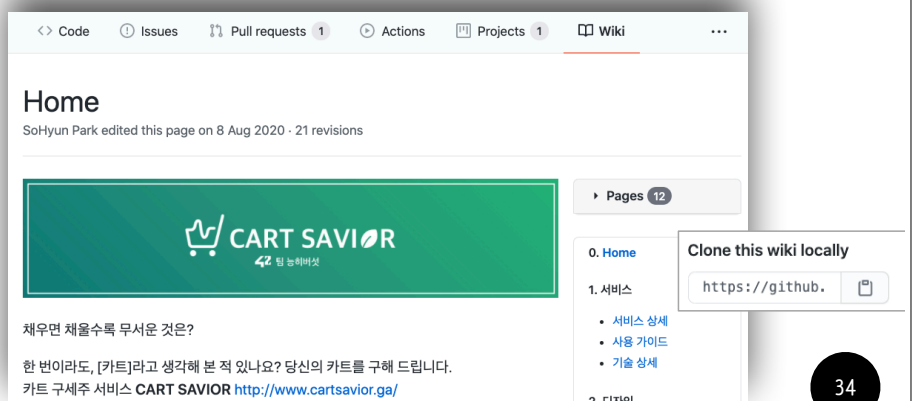 Code Issues Pull requests 1 Actions Projects 1 Wiki ...
Home
SoHyun Park edited this page on 8 Aug 2020 · 21 revisions
CART SAVIOR
42 팀 능히버섯
Pages 12
0. Home
1. 서비스
서비스 상세
사용 가이드
기술 상세
2. 디자인
Clone this wiki locally
https://github.
채우면 채울수록 무서운 것은?
한 번이라도, [카트]라고 생각해 본 적 있나요? 당신의 카트를 구해 드립니다.
카트 구세주 서비스 CART SAVIOR http://www.cartsavior.ga/
34